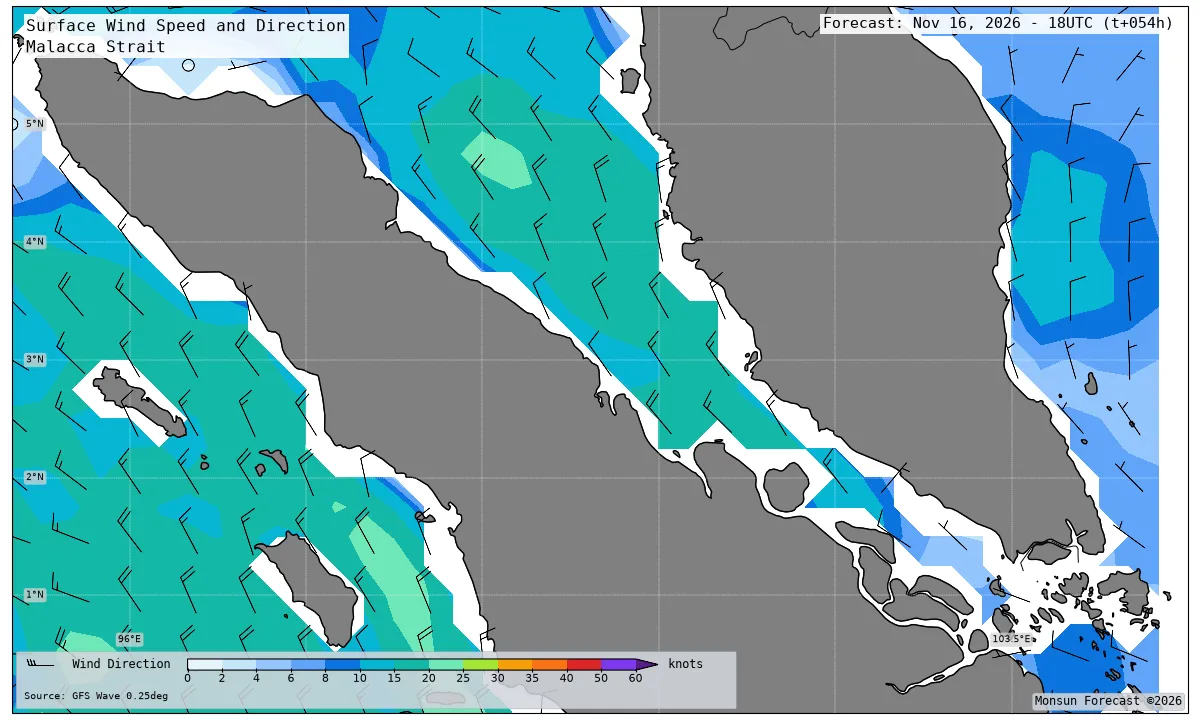 Surface Wind Speed and Direction
Malacca Strait
Forecast: Nov 16, 2026 - 18UTC (t+054h)
5°N
4°N
3°N
2°N
1°N
96°E
103.5°E
Wind Direction
knots
0 2 4 6 8 10 15 20 25 30 35 40 50 60
Source: GFS Wave 0.25deg
Monsun Forecast ©2026